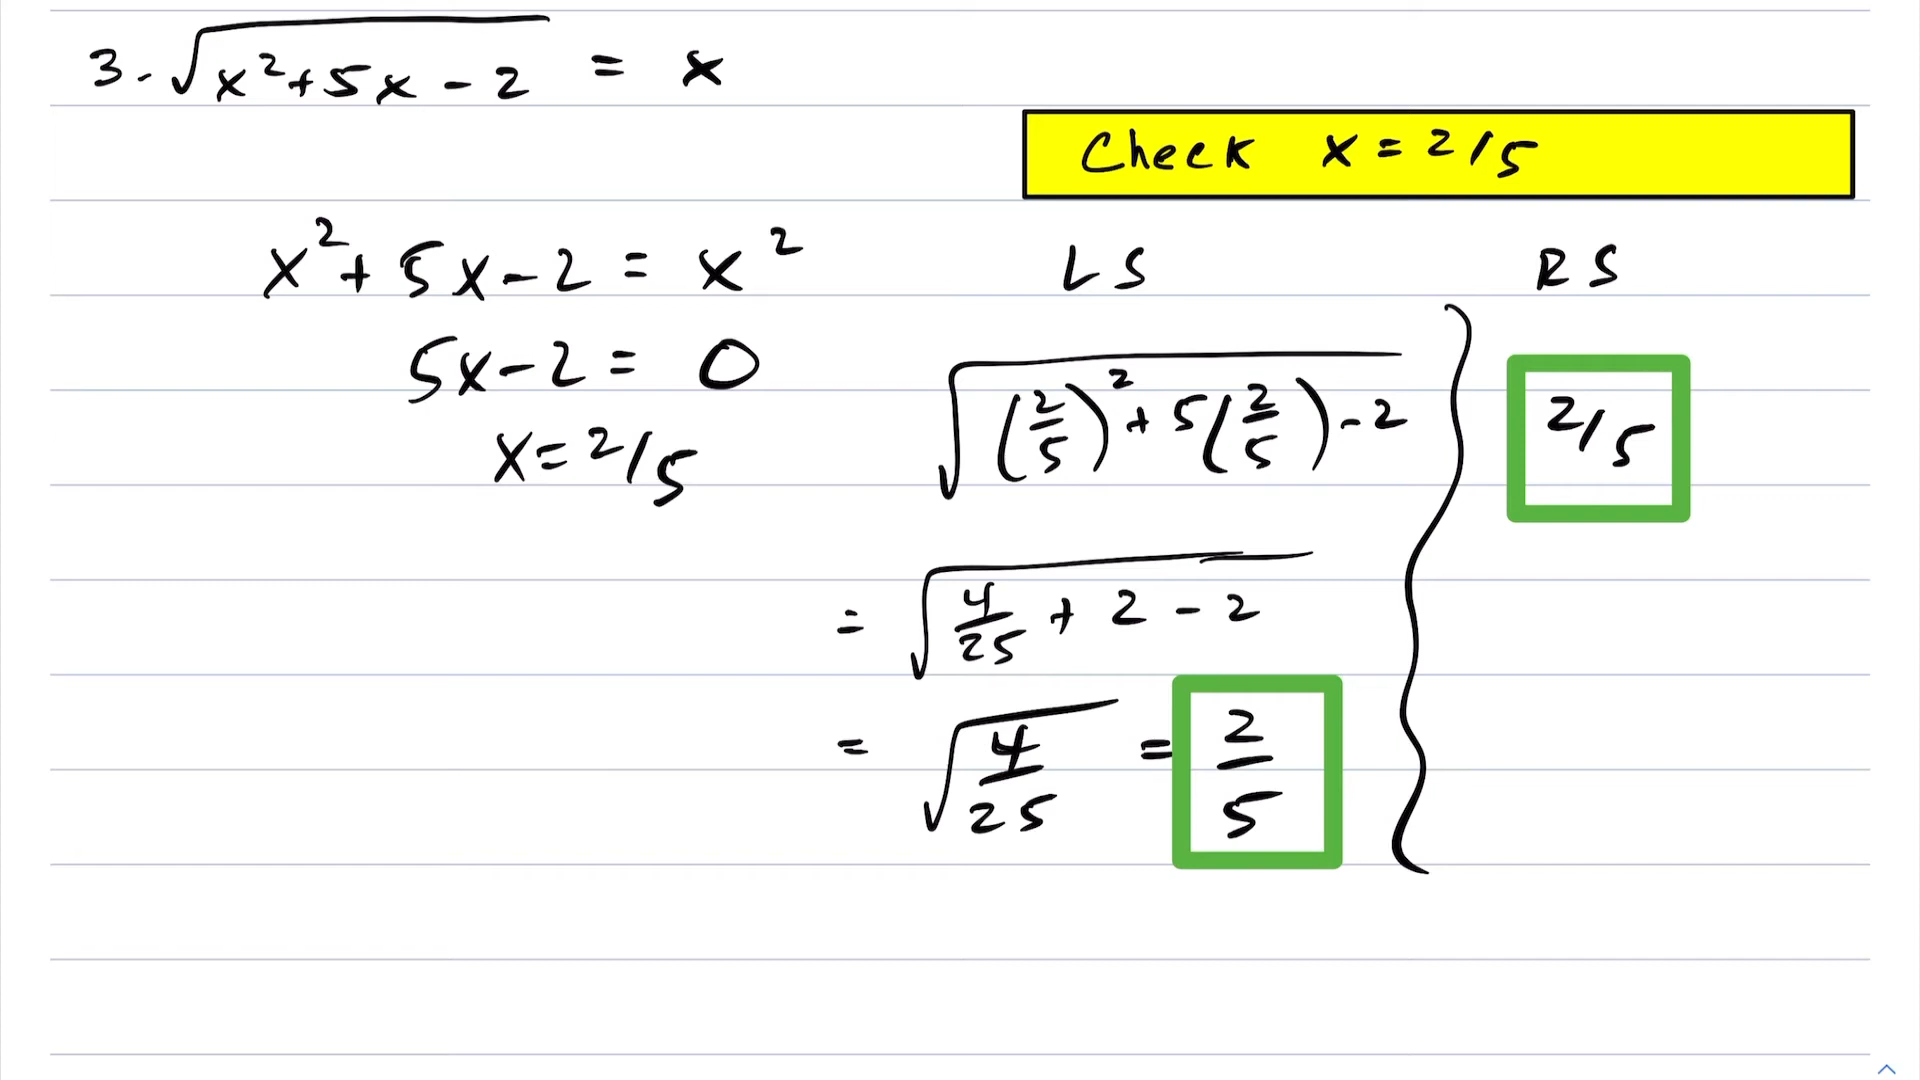 3. √(x²+5x-2) = x
Check x = 2/5
x²+5x-2 = x²
5x-2 = 0
x = 2/5
LS RS
√((2/5)²+5(2/5)-2) 2/5
= √(4/25 + 2 - 2)
= √(4/25) = 2/5